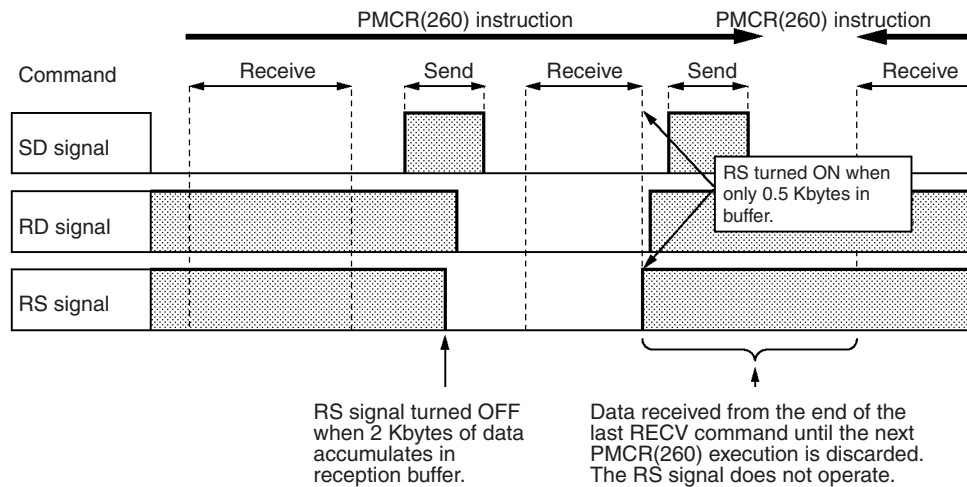 PMCR(260) instruction
PMCR(260) instruction
Command
Receive
Send
Receive
Send
Receive
SD signal
RS turned ON when
only 0.5 Kbytes in
buffer.
RD signal
RS signal
RS signal turned OFF
when 2 Kbytes of data
accumulates in
reception buffer.
Data received from the end of the
last RECV command until the next
PMCR(260) execution is discarded.
The RS signal does not operate.